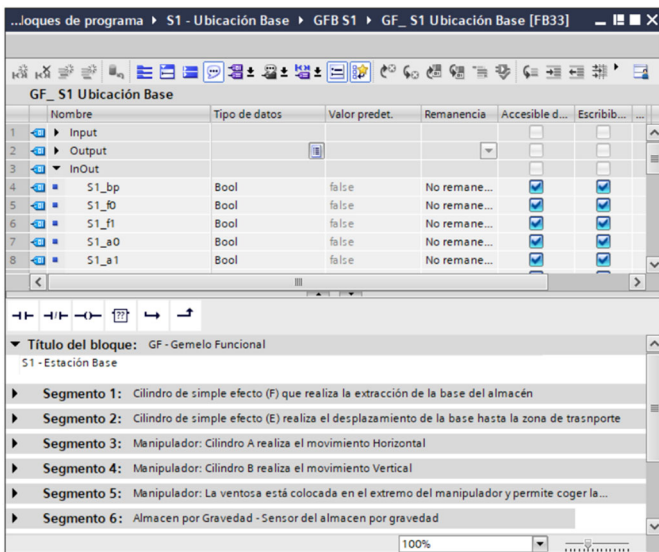 ...loques de programa ▸ S1 - Ubicación Base ▸ GFB S1 ▸ GF_ S1 Ubicación Base [FB33]
GF_ S1 Ubicación Base
Nombre Tipo de datos Valor predet. Remanencia Accesible d... Escribib... ...
1 Input
2 Output
3 InOut
4 S1_bp Bool false No remane...
5 S1_f0 Bool false No remane...
6 S1_f1 Bool false No remane...
7 S1_a0 Bool false No remane...
8 S1_a1 Bool false No remane...
??
Título del bloque: GF - Gemelo Funcional
S1 - Estación Base
Segmento 1: Cilindro de simple efecto (F) que realiza la extracción de la base del almacén
Segmento 2: Cilindro de simple efecto (E) realiza el desplazamiento de la base hasta la zona de trasnporte
Segmento 3: Manipulador: Cilindro A realiza el movimiento Horizontal
Segmento 4: Manipulador: Cilindro B realiza el movimiento Vertical
Segmento 5: Manipulador: La ventosa está colocada en el extremo del manipulador y permite coger la...
Segmento 6: Almacen por Gravedad - Sensor del almacen por gravedad
100%